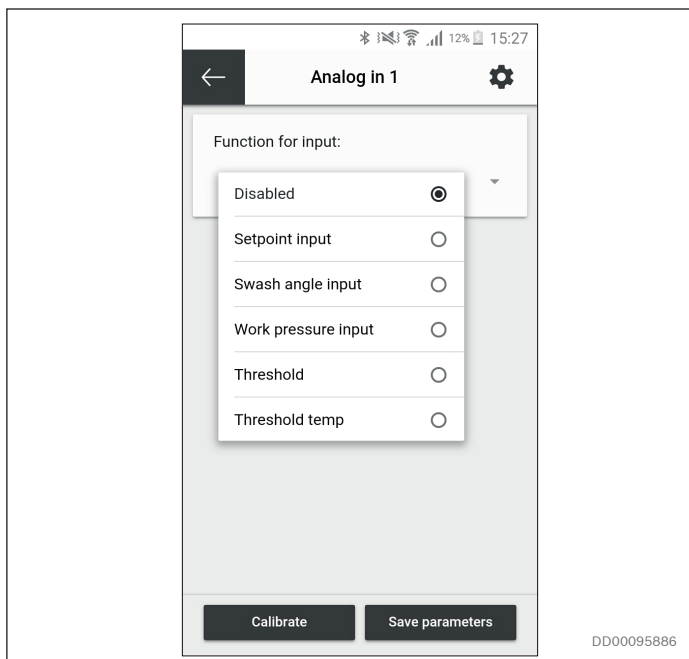 12% 15:27
Analog in 1
Function for input:
Disabled
Setpoint input
Swash angle input
Work pressure input
Threshold
Threshold temp
Calibrate Save parameters
DD00095886